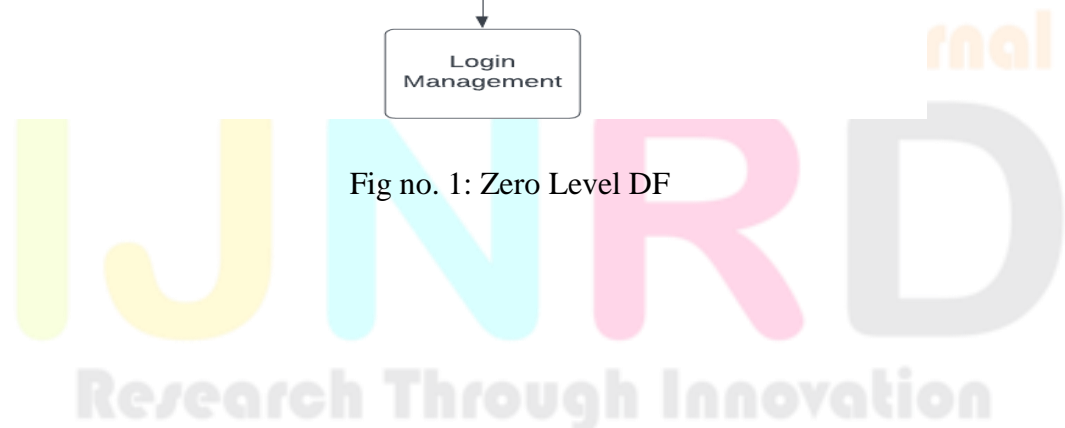 rnal
Login
Management
Fig no. 1: Zero Level DF
IJNRD
Research Through Innovation